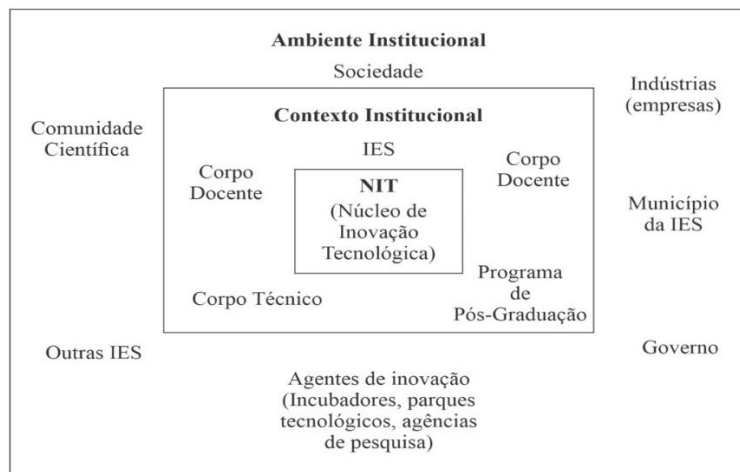 Ambiente Institucional
Sociedade
Indústrias
(empresas)
Comunidade
Científica
Contexto Institucional
IES
Corpo
Docente
Corpo
Docente
NIT
(Núcleo de
Inovação
Tecnológica)
Município
da IES
Corpo Técnico
Programa
de
Pós-Graduação
Outras IES
Governo
Agentes de inovação
(Incubadores, parques
tecnológicos, agências
de pesquisa)